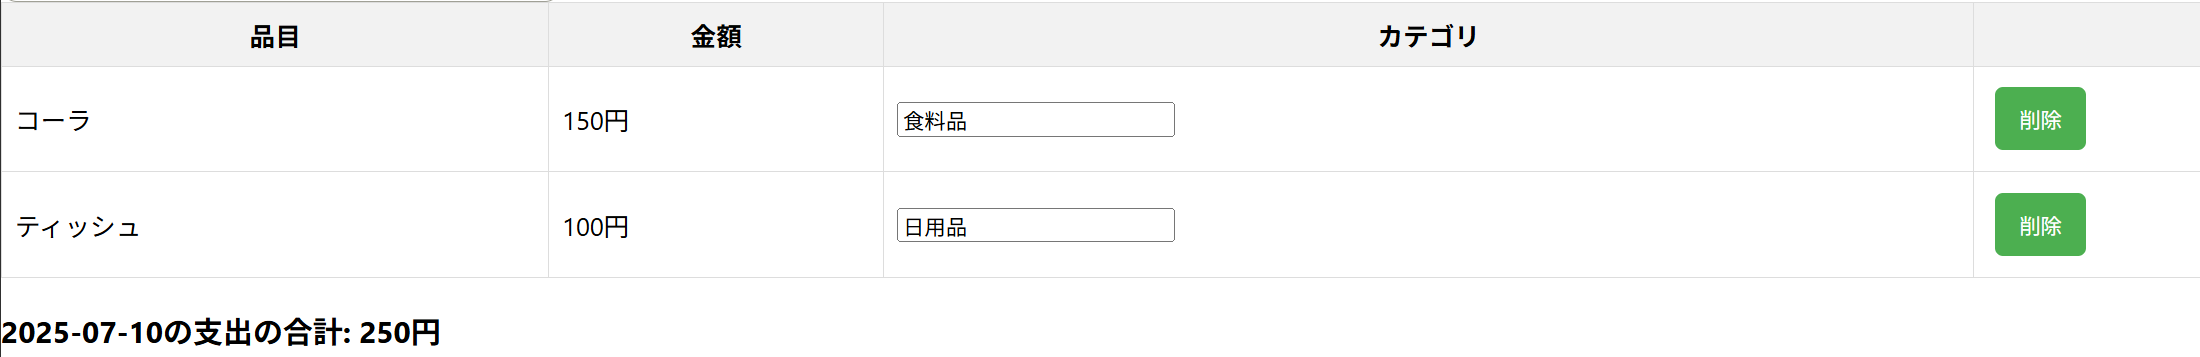 品目 金額 カテゴリ
コーラ 150円 食料品 削除
ティッシュ 100円 日用品 削除
2025-07-10の支出の合計: 250円